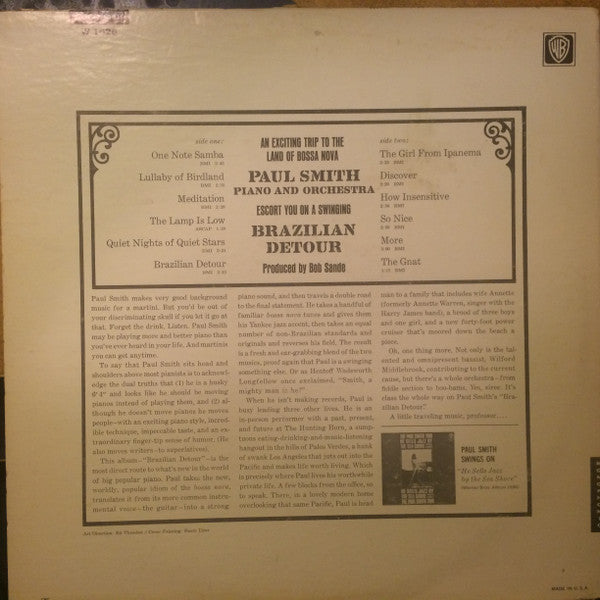 WB
side one:
One Note Samba
BMI
Lullaby of Birdland
BMI
Meditation
BMI
The Lamp Is Low
ASCAP
Quiet Nights of Quiet Stars
BMI
Brazilian Detour
BMI
AN EXCITING TRIP TO THE
LAND OF BOSSA NOVA
PAUL SMITH
PIANO AND ORCHESTRA
ESCORT YOU ON A SWINGING
BRAZILIAN
DETOUR
Produced by Bob Sande
side two:
The Girl From Ipanema
BMI
Discover
BMI
How Insensitive
BMI
So Nice
BMI
More
BMI
The Gnat
BMI
Paul Smith makes very good background
music for a martini. But you'd be out of
your discriminating skull if you let it go at
that. Forget the drink. Listen. Paul Smith
may be playing more and better piano than
you've ever heard in your life. And martinis
you can get anytime.
To say that Paul Smith sits head and
shoulders above most pianists is to acknowl-
edge the dual truths that (1) he is a husky
6'4" and looks like he should be moving
pianos instead of playing them, and (2) al-
though he doesn't move pianos he moves
people—with an exciting piano style, incred-
ible technique, impeccable taste, and an ex-
traordinary finger-tip sense of humor. (He
also moves writers—to superlatives).
This album—"Brazilian Detour"—is the
most direct route to what's new in the world
of big popular piano. Paul takes the new,
worldly, popular idiom of the bossa nova,
translates it from its more common instru-
mental voice—the guitar—into a strong
piano sound, and then travels a double road
to the final statement. He takes a handful of
familiar bossa nova tunes and gives them
his Yankee jazz accent, then takes an equal
number of non-Brazilian standards and
originals and reverses his field. The result
is a fresh and ear-grabbing blend of the two
musics, proof again that Paul is a swinging
something else. Or as Hentoff Wadsworth
Longfellow once exclaimed, "Smith, a
mighty man is he!"
When he isn't making records, Paul is
busy leading three other lives. He is an
in-person performer with a past, present,
and future at The Hunting Horn, a sump-
tuous eating-drinking-and-music-listening
hangout in the hills of Palos Verdes, a hunk
of swank Los Angeles that juts out into the
Pacific and makes life worth living. Which
is precisely where Paul lives his worthwhile
private life. A few blocks from the office, so
to speak. There, in a lovely modern home
overlooking that same Pacific, Paul is head
man to a family that includes wife Annette
(formerly Annette Warren, singer with the
Harry James band), a brood of three boys
and one girl, and a new forty-foot power
cruiser that's moored down the beach a
piece.
Oh, one thing more. Not only is the tal-
ented and omnipresent bassist, Wilford
Middlebrook, contributing to the current
cause, but there's a whole orchestra—from
fiddle section to boo-bams. Yes, siree. It's
class the whole way on Paul Smith's "Bra-
zilian Detour."
A little traveling music, professor....
PAUL SMITH
SWINGS ON
"He Sells Jazz
by the Sea Shore"
Art Direction: Ed Thrasher / Cover
MADE IN U.S.A.